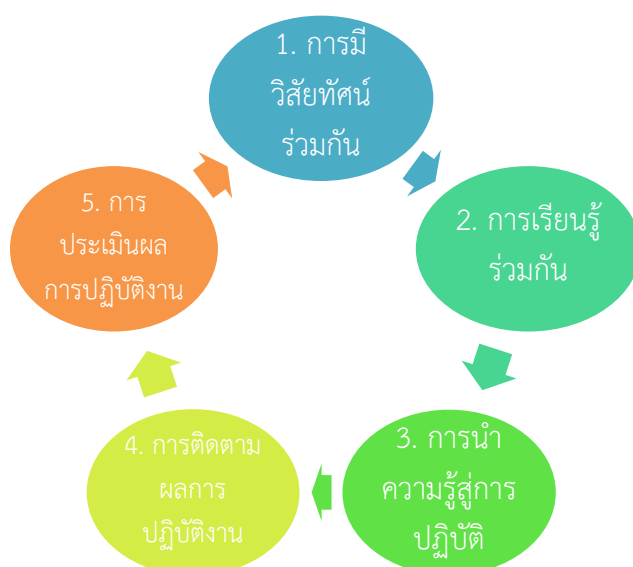 1. การมี
วิสัยทัศน์
ร่วมกัน
2. การเรียนรู้
ร่วมกัน
3. การนำ
ความรู้สู่การ
ปฏิบัติ
4. การติดตาม
ผลการ
ปฏิบัติงาน
5. การ
ประเมินผล
การปฏิบัติงาน